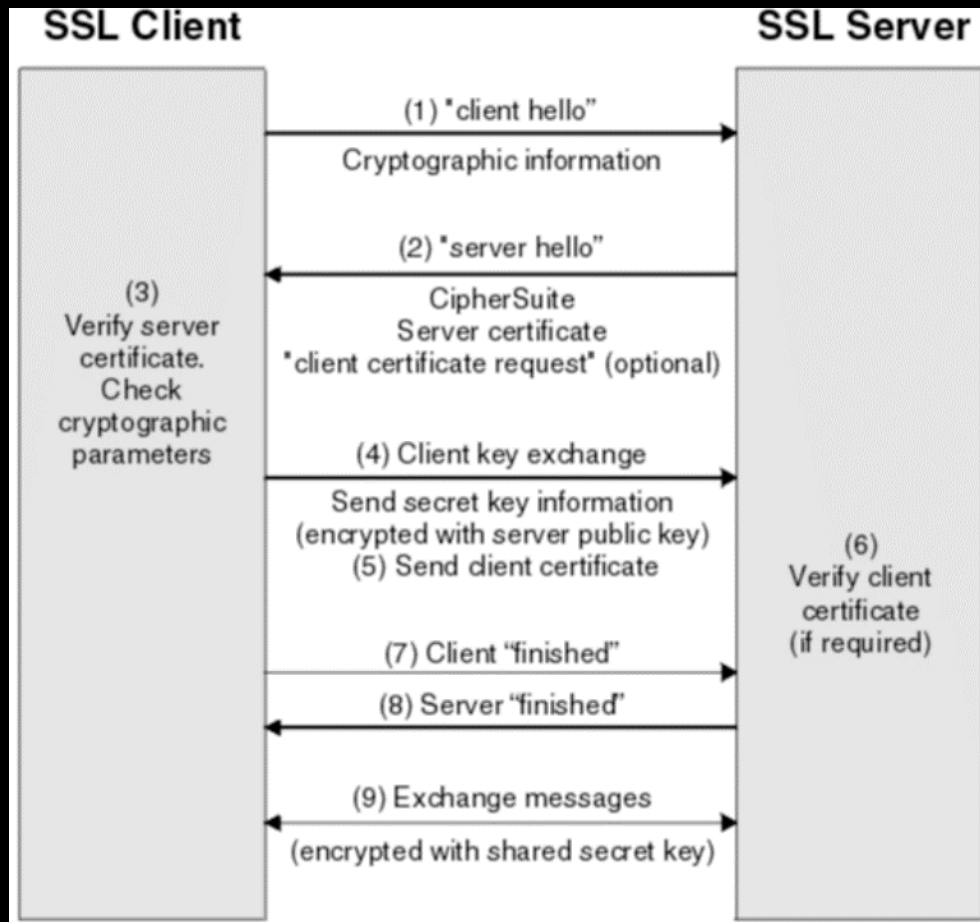 SSL Client
SSL Server
(1) "client hello"
Cryptographic information
(2) "server hello"
CipherSuite
Server certificate
"client certificate request" (optional)
(3)
Verify server
certificate.
Check
cryptographic
parameters
(4) Client key exchange
Send secret key information
(encrypted with server public key)
(5) Send client certificate
(6)
Verify client
certificate
(if required)
(7) Client “finished”
(8) Server “finished”
(9) Exchange messages
(encrypted with shared secret key)